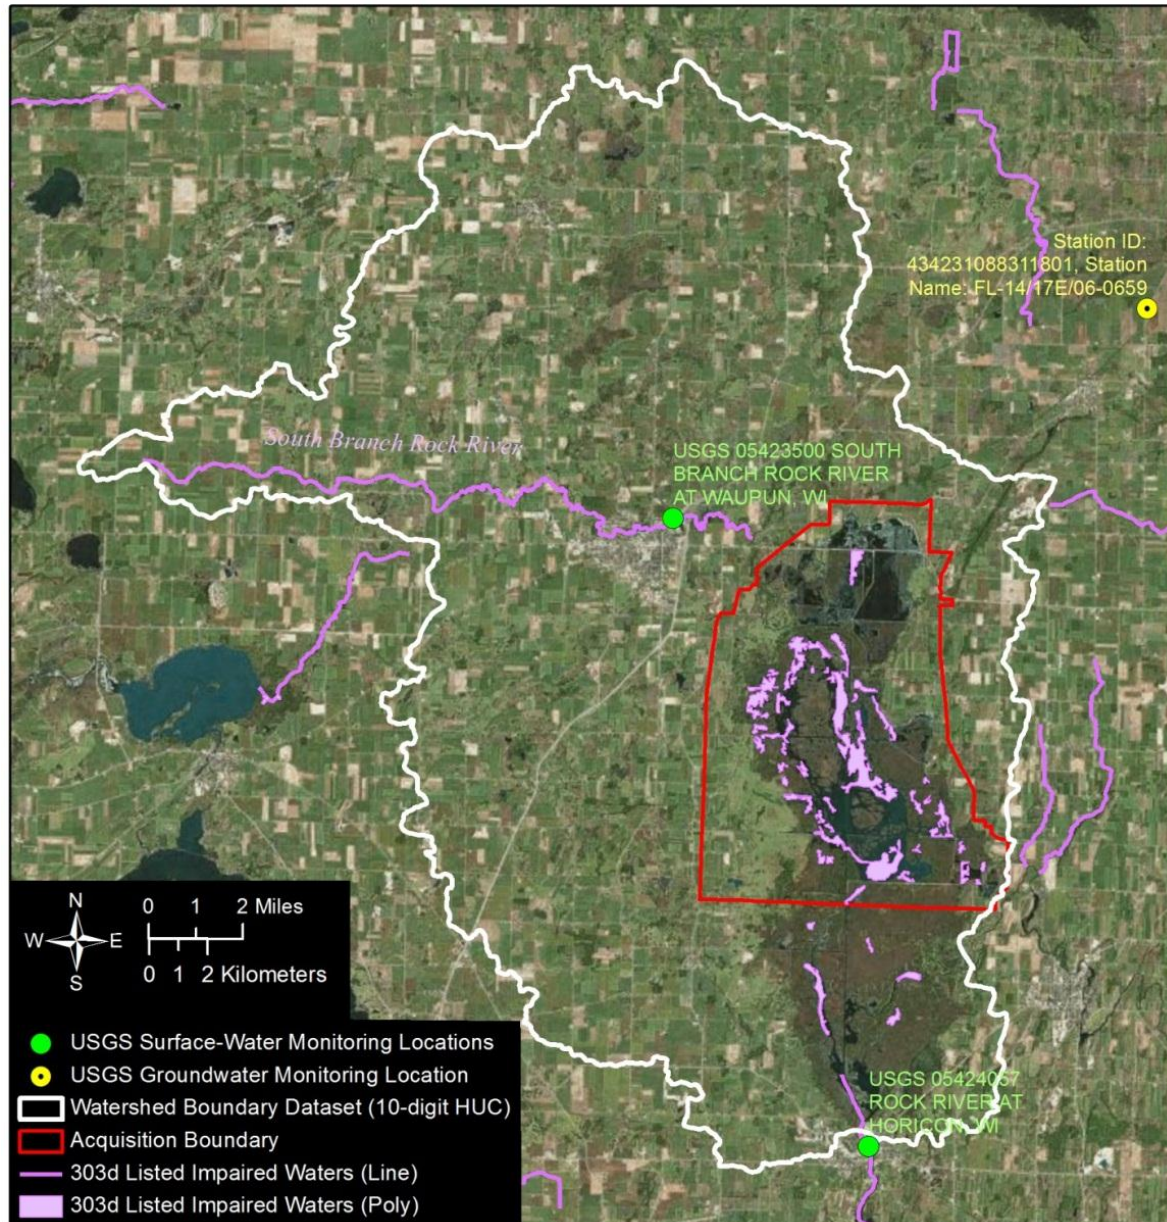 Station ID:
434231088311801, Station
Name: FL-14/17E/06-0659
South Branch Rock River
USGS 05423500 SOUTH
BRANCH ROCK RIVER
AT WAUPUN, WI
N
W E
S
0 1 2 Miles
0 1 2 Kilometers
USGS 05424057
ROCK RIVER AT
HORICON, WI
USGS Surface-Water Monitoring Locations
USGS Groundwater Monitoring Location
Watershed Boundary Dataset (10-digit HUC)
Acquisition Boundary
303d Listed Impaired Waters (Line)
303d Listed Impaired Waters (Poly)